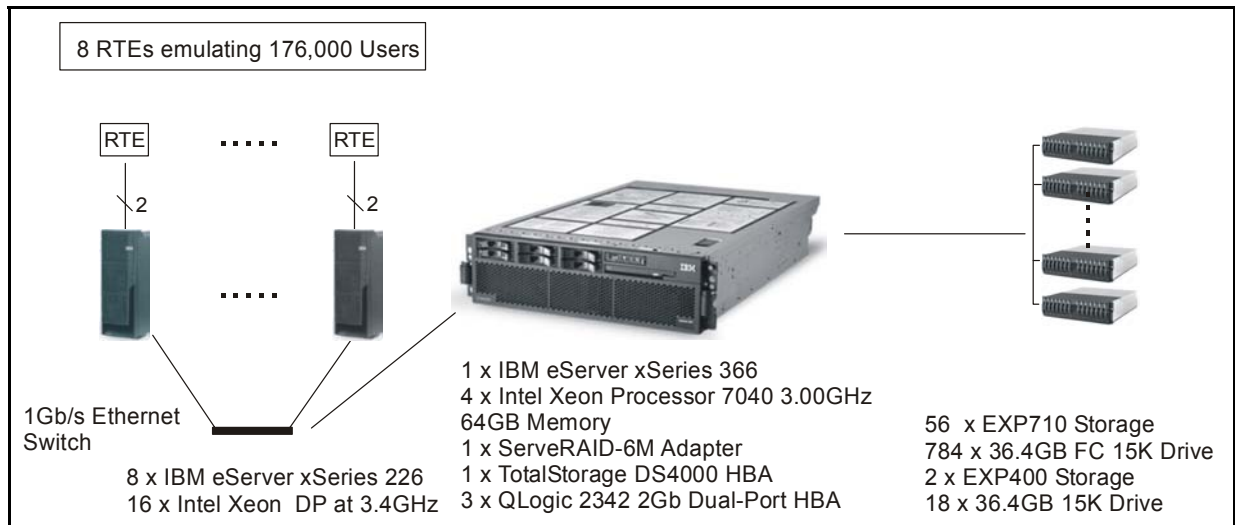 8 RTEs emulating 176,000 Users
RTE
RTE
2
2
IBM
1Gb/s Ethernet
Switch
8 x IBM eServer xSeries 226
16 x Intel Xeon DP at 3.4GHz
1 x IBM eServer xSeries 366
4 x Intel Xeon Processor 7040 3.00GHz
64GB Memory
1 x ServeRAID-6M Adapter
1 x TotalStorage DS4000 HBA
3 x QLogic 2342 2Gb Dual-Port HBA
56 x EXP710 Storage
784 x 36.4GB FC 15K Drive
2 x EXP400 Storage
18 x 36.4GB 15K Drive